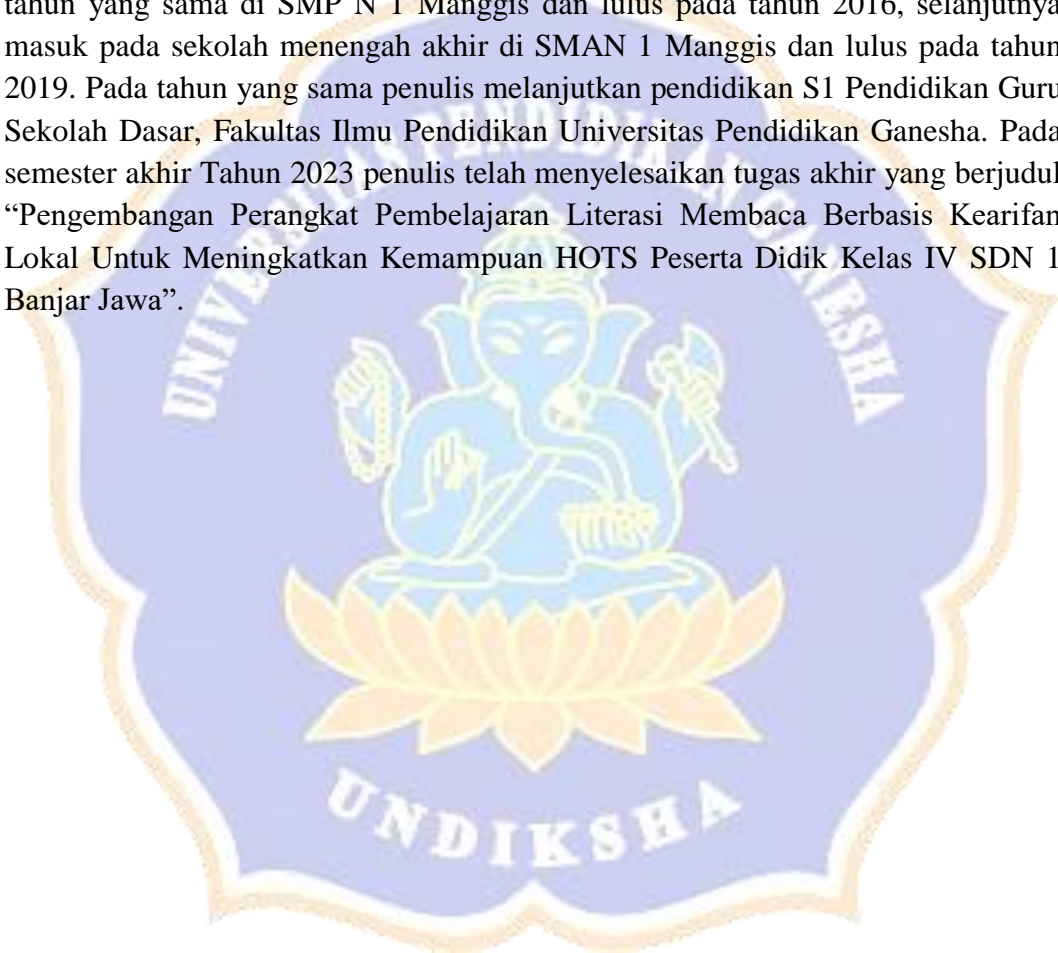 tahun yang sama di SMP N 1 Manggis dan lulus pada tahun 2016, selanjutnya
masuk pada sekolah menengah akhir di SMAN 1 Manggis dan lulus pada tahun
2019. Pada tahun yang sama penulis melanjutkan pendidikan S1 Pendidikan Guru
Sekolah Dasar, Fakultas Ilmu Pendidikan Universitas Pendidikan Ganesha. Pada
semester akhir Tahun 2023 penulis telah menyelesaikan tugas akhir yang berjudul
“Pengembangan Perangkat Pembelajaran Literasi Membaca Berbasis Kearifan
Lokal Untuk Meningkatkan Kemampuan HOTS Peserta Didik Kelas IV SDN 1
Banjar Jawa”.
UNIVERSITAS PENDIDIKAN GANESHA
UNDIKSHA